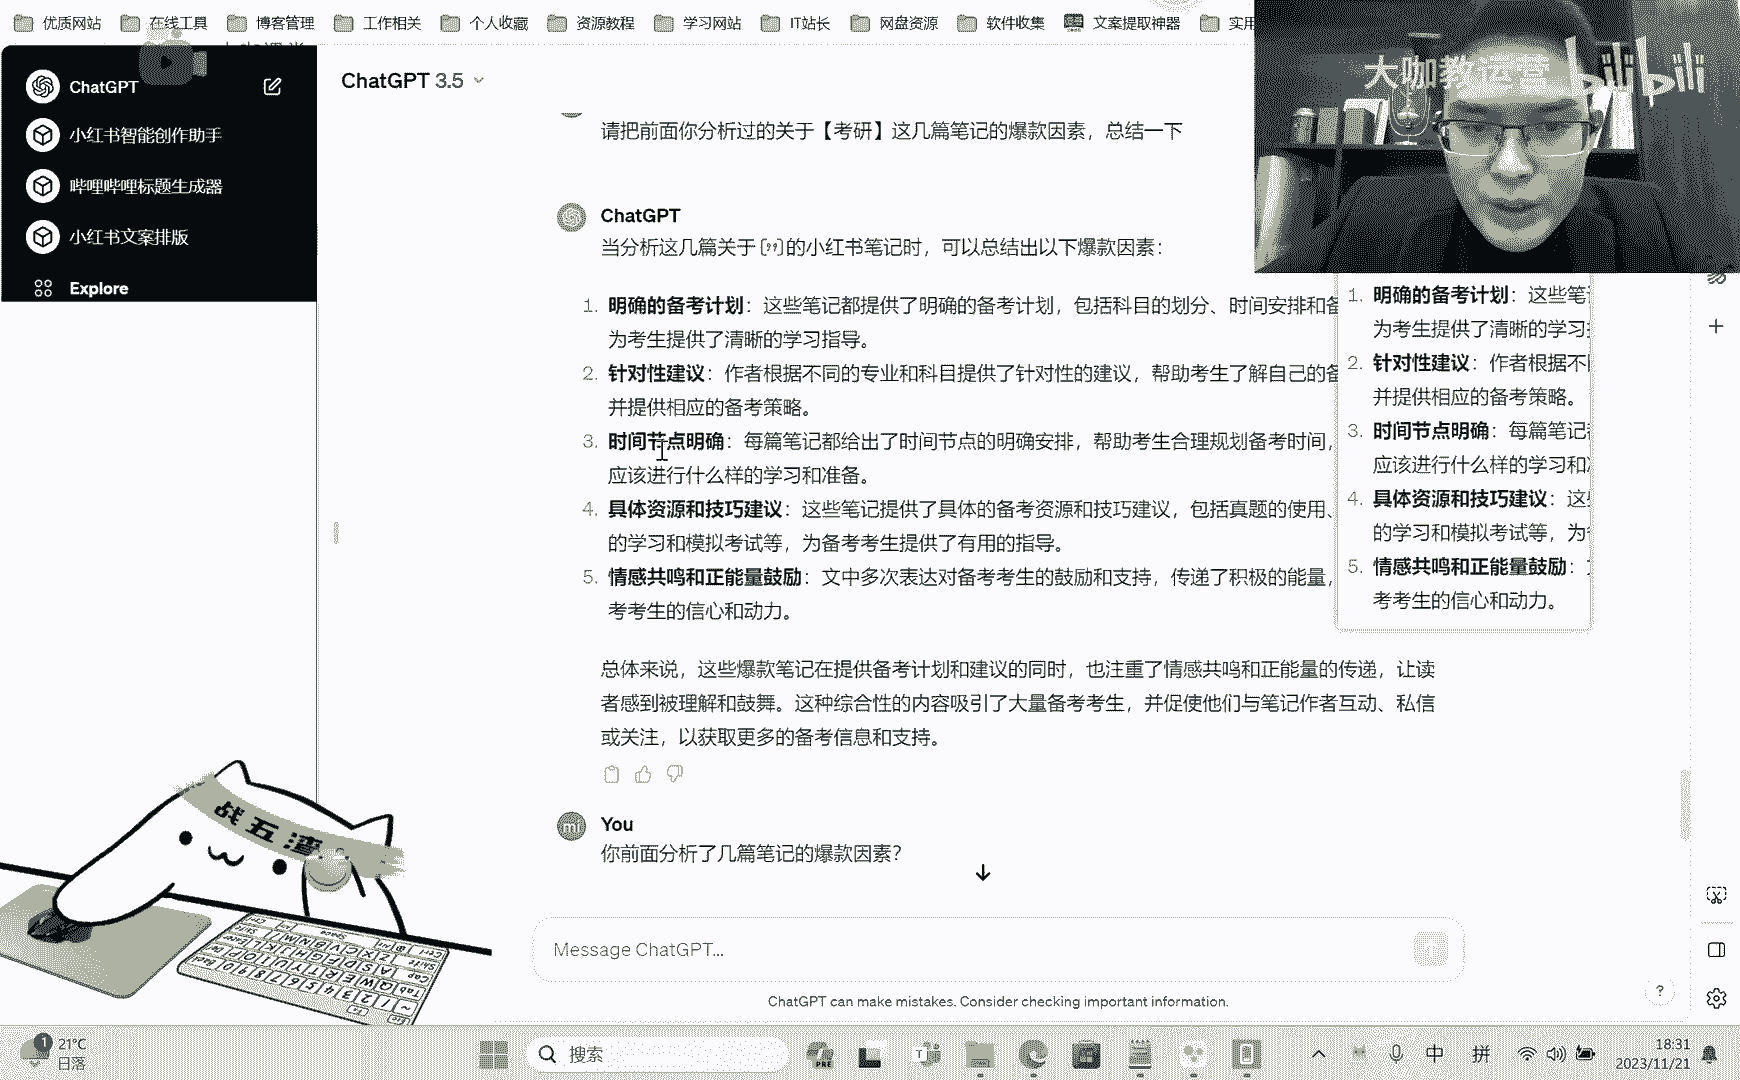 优质网站 在线工具 博客管理 工作相关 个人收藏 资源教程 学习网站 IT站长 网盘资源 软件收集 文案提取神器 实用
大咖教运营 bilibili
ChatGPT
小红书智能创作助手
哔哩哔哩标题生成器
小红书文案排版
Explore
ChatGPT 3.5
请把前面你分析过的关于【考研】这几篇笔记的爆款因素，总结一下
ChatGPT
当分析这几篇关于的小红书笔记时，可以总结出以下爆款因素：
1. 明确的备考计划：这些笔记都提供了明确的备考计划，包括科目的划分、时间安排和备
为考生提供了清晰的学习指导。
2. 针对性建议：作者根据不同的专业和科目提供了针对性的建议，帮助考生了解自己的备
并提供相应的备考策略。
3. 时间节点明确：每篇笔记都给出了时间节点的明确安排，帮助考生合理规划备考时间，
应该进行什么样的学习和准备。
4. 具体资源和技巧建议：这些笔记提供了具体的备考资源和技巧建议，包括真题的使用、
的学习和模拟考试等，为备考考生提供了有用的指导。
5. 情感共鸣和正能量鼓励：文中多次表达对备考考生的鼓励和支持，传递了积极的能量，
考考生的信心和动力。
总体来说，这些爆款笔记在提供备考计划和建议的同时，也注重了情感共鸣和正能量的传递，让读
者感到被理解和鼓舞。这种综合性的内容吸引了大量备考考生，并促使他们与笔记作者互动、私信
或关注，以获取更多的备考信息和支持。
1. 明确的备考计划：这些笔
为考生提供了清晰的学习
2. 针对性建议：作者根据不
并提供相应的备考策略。
3. 时间节点明确：每篇笔记
应该进行什么样的学习和
4. 具体资源和技巧建议：这
的学习和模拟考试等，为
5. 情感共鸣和正能量鼓励：
考考生的信心和动力。
You
你前面分析了几篇笔记的爆款因素？
战五渣
Message ChatGPT...
ChatGPT can make mistakes. Consider checking important information.
?
1 21°C
日落
搜索
中 拼
18:31
2023/11/21